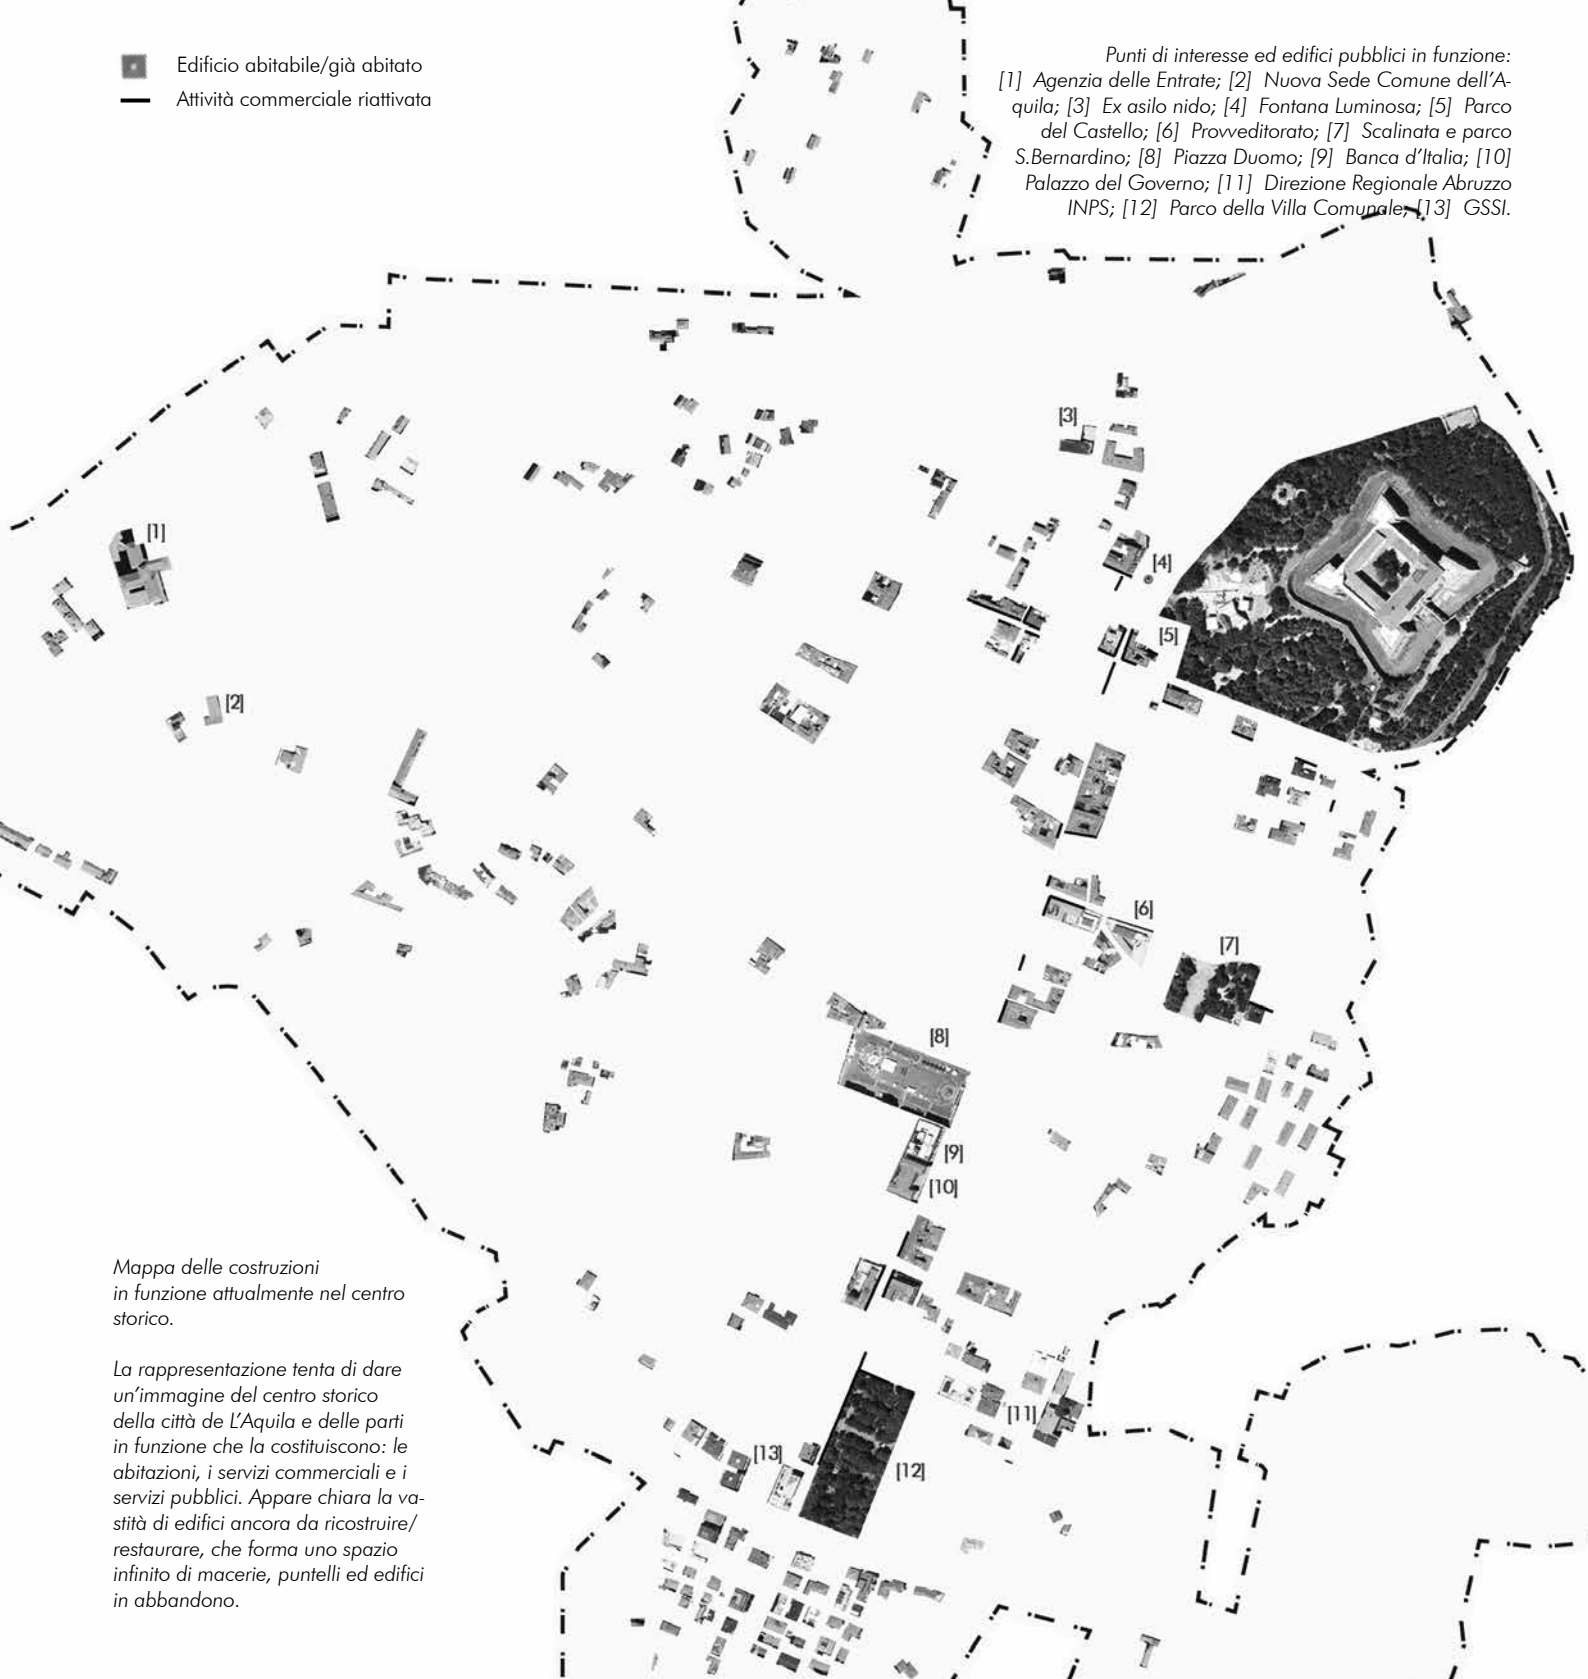 Edificio abitabile/già abitato
Attività commerciale riattivata
Punti di interesse ed edifici pubblici in funzione:
[1] Agenzia delle Entrate; [2] Nuova Sede Comune dell'A-
quila; [3] Ex asilo nido; [4] Fontana Luminosa; [5] Parco
del Castello; [6] Provveditorato; [7] Scalinata e parco
S.Bernardino; [8] Piazza Duomo; [9] Banca d'Italia; [10]
Palazzo del Governo; [11] Direzione Regionale Abruzzo
INPS; [12] Parco della Villa Comunale; [13] GSSI.
[3]
[1]
[4]
[5]
[2]
[6]
[7]
[8]
[9]
[10]
[11]
[13]
[12]
Mappa delle costruzioni
in funzione attualmente nel centro
storico.
La rappresentazione tenta di dare
un'immagine del centro storico
della città de L'Aquila e delle parti
in funzione che la costituiscono: le
abitazioni, i servizi commerciali e i
servizi pubblici. Appare chiara la va-
stità di edifici ancora da ricostruire/
restaurare, che forma uno spazio
infinito di macerie, puntelli ed edifici
in abbandono.